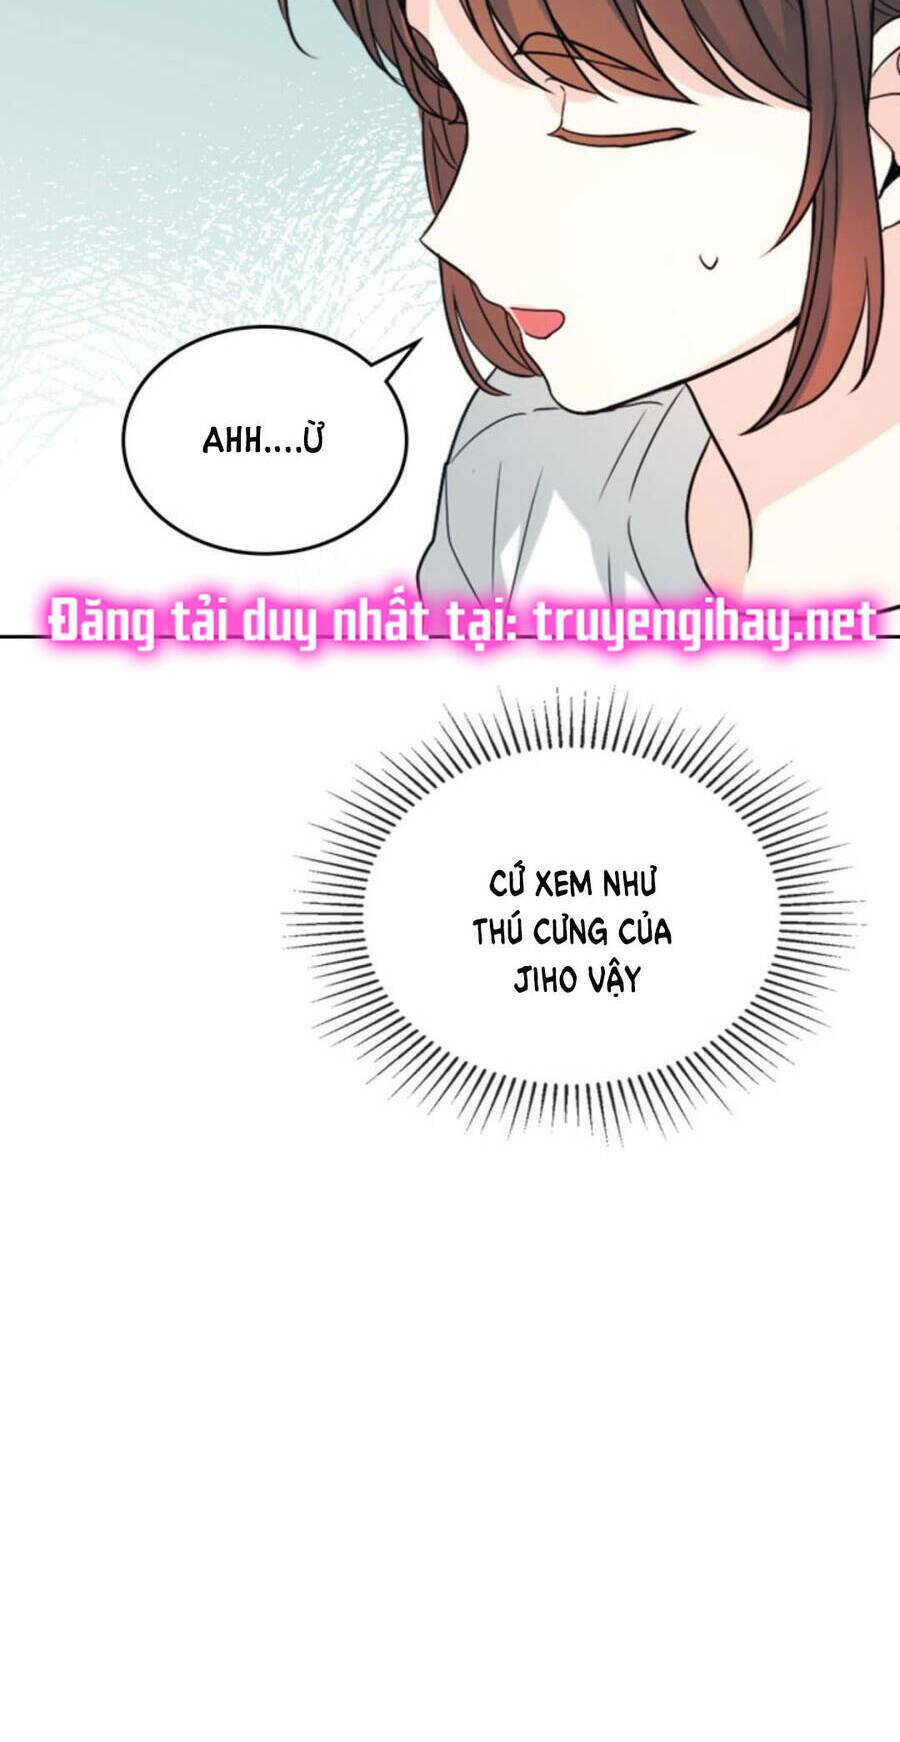 AHH....Ừ
Đăng tải duy nhất tại: truyengihay.net
CỨ XEM NHƯ
THÚ CƯNG CỦA
JIHO VẬY